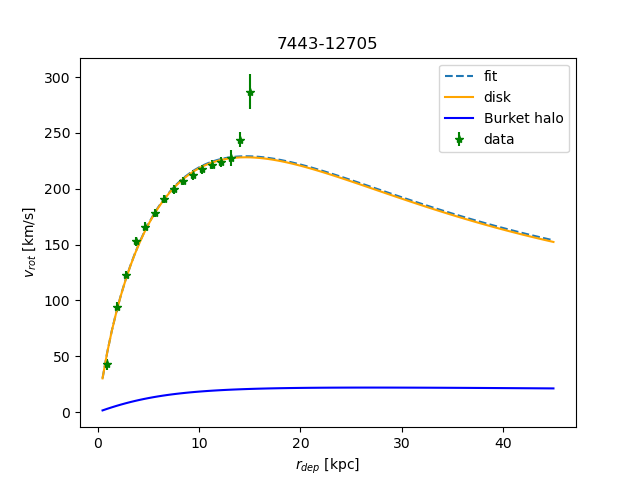 7443-12705
300
250
200
150
100
50
0
v_rot [km/s]
fit
disk
Burket halo
data
0 10 20 30 40
r_dep [kpc]